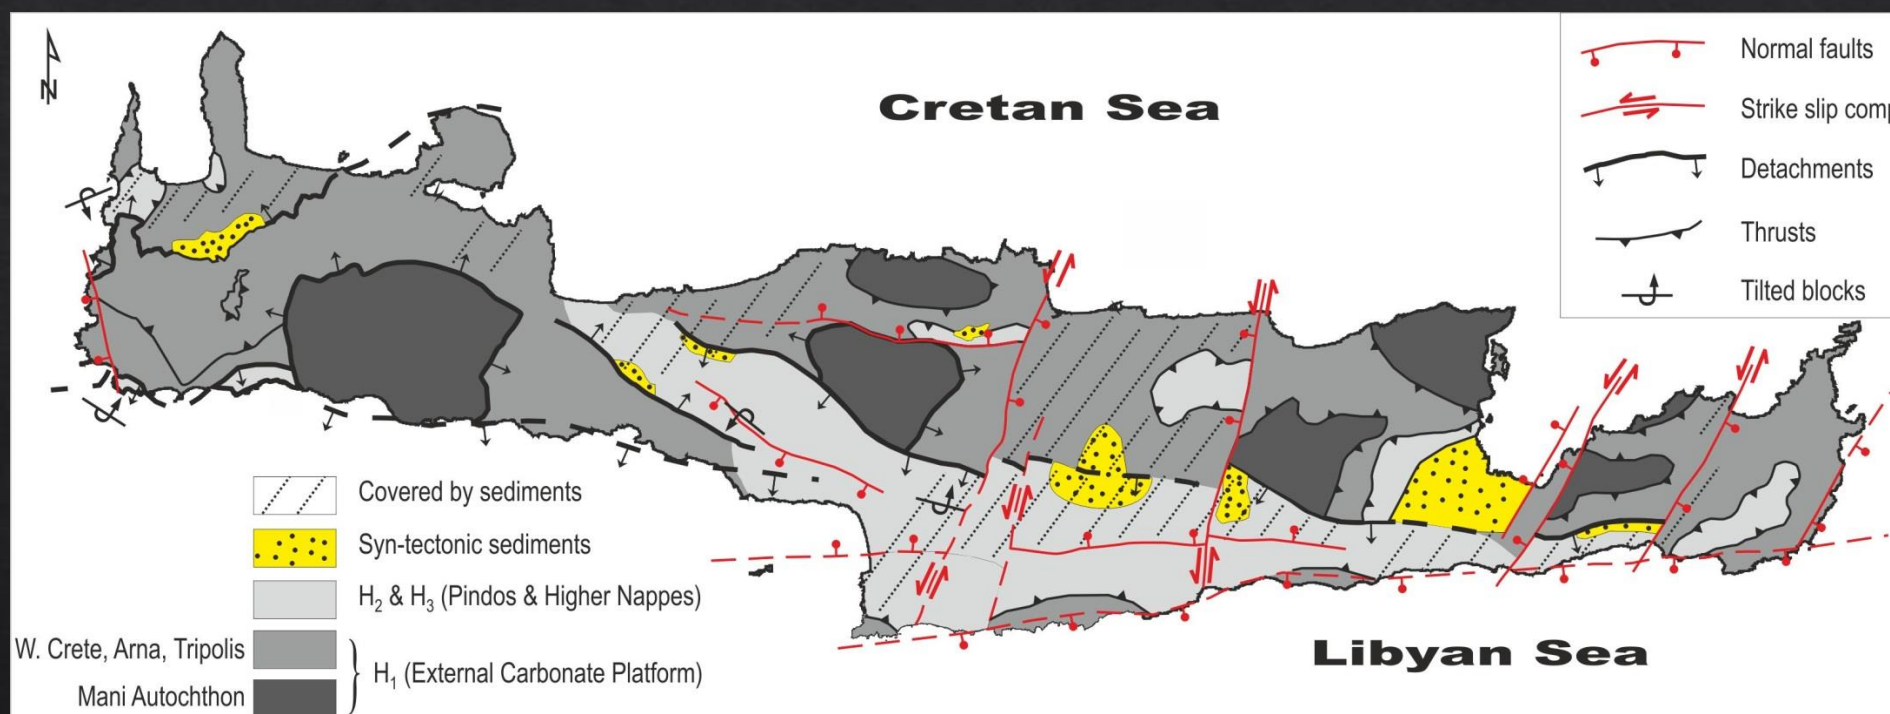 N
Cretan Sea
Normal faults
Strike slip comp
Detachments
Thrusts
Tilted blocks
Covered by sediments
Syn-tectonic sediments
H₂ & H₃ (Pindos & Higher Nappes)
W. Crete, Arna, Tripolis
H₁ (External Carbonate Platform)
Mani Autochthon
Libyan Sea